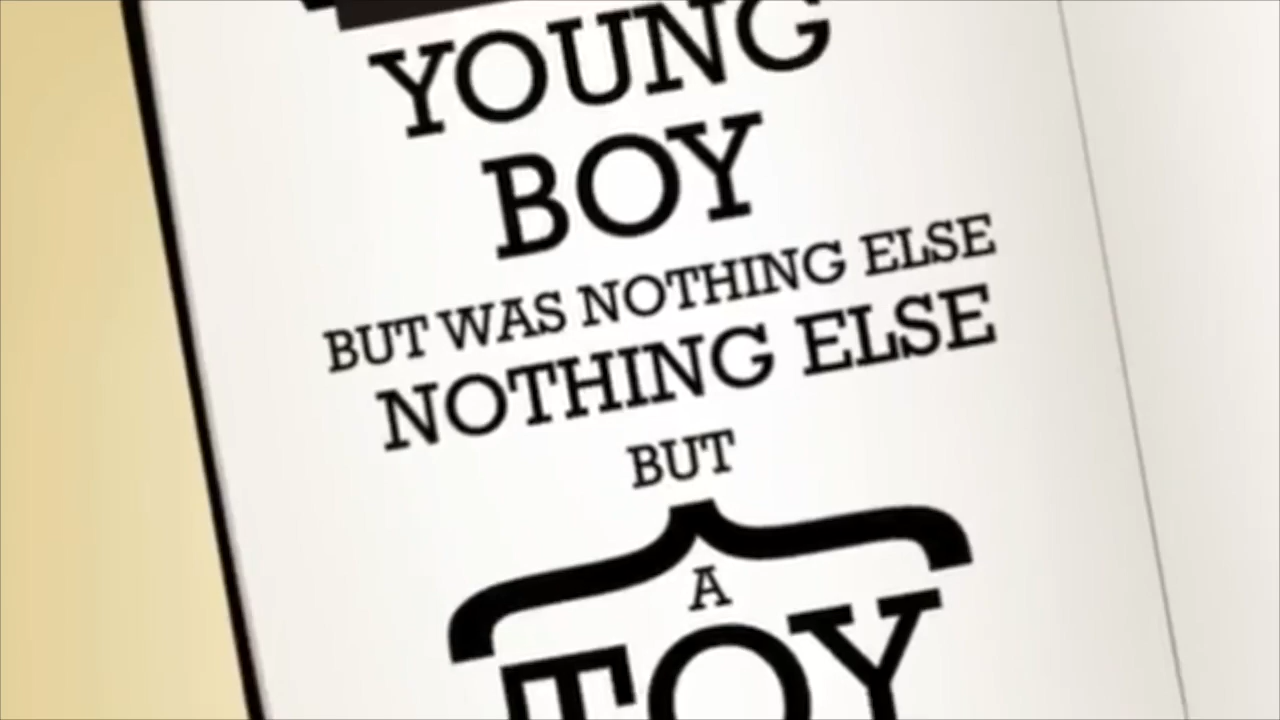 YOUNG
BOY
BUT WAS NOTHING ELSE
NOTHING ELSE
BUT
A
TOY